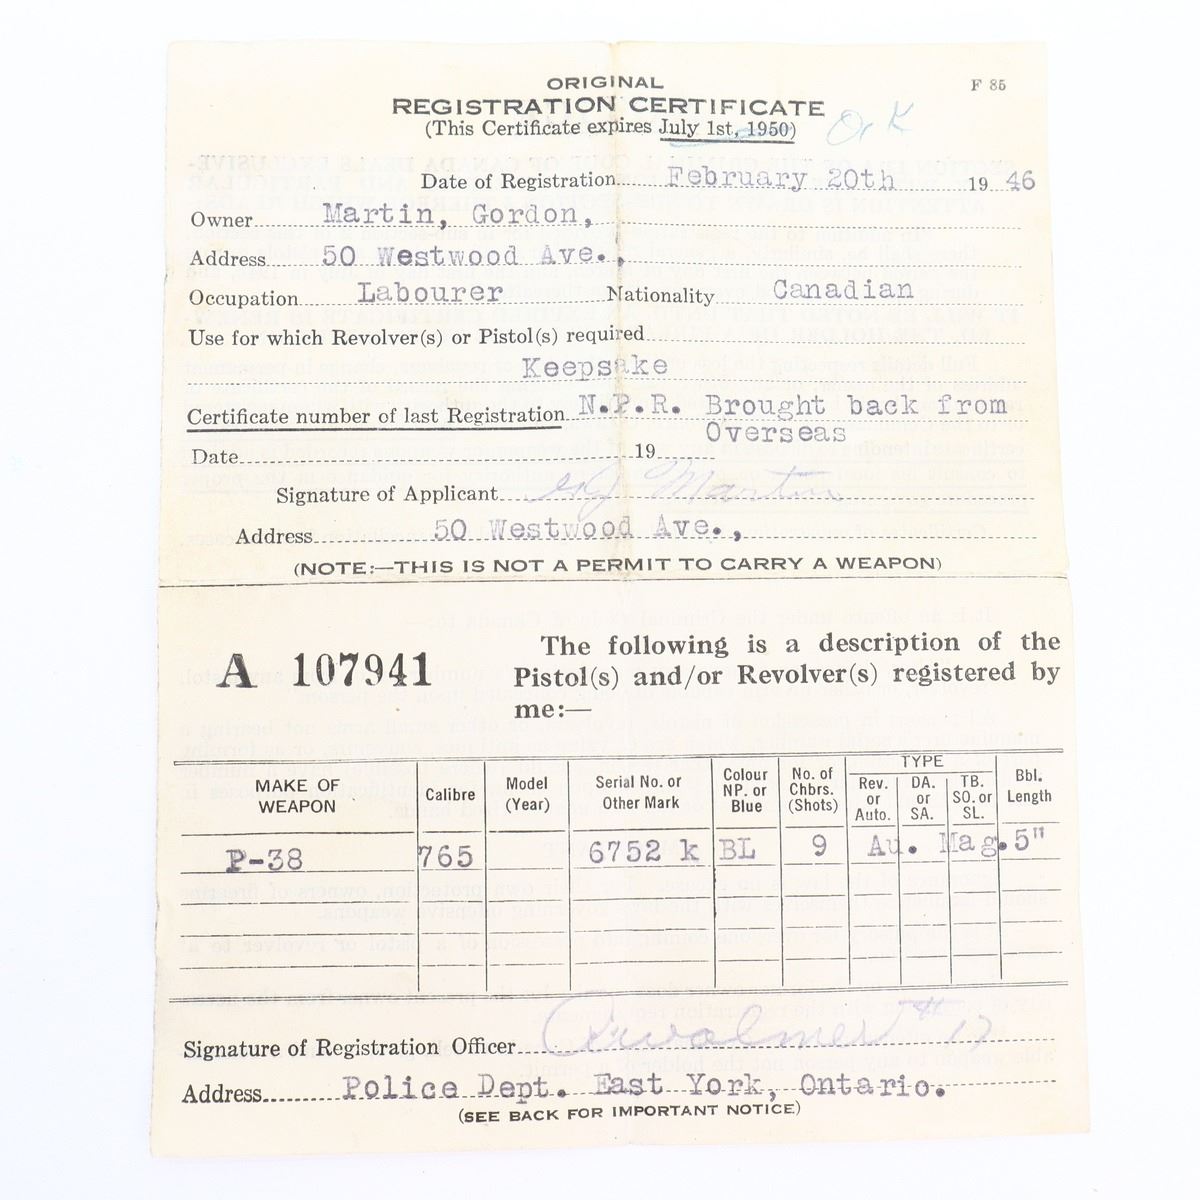 ORIGINAL
F 85
REGISTRATION CERTIFICATE
(This Certificate expires July 1st, 1950) O K
Date of Registration February 20th 19 46
Owner Martin, Gordon,
Address 50 Westwood Ave.,
Occupation Labourer Nationality Canadian
Use for which Revolver(s) or Pistol(s) required
Keepsake
Certificate number of last Registration N.P.R. Brought back from
Overseas
Date 19
Signature of Applicant Martin
Address 50 Westwood Ave.,
(NOTE:—THIS IS NOT A PERMIT TO CARRY A WEAPON)
A 107941
The following is a description of the
Pistol(s) and/or Revolver(s) registered by
me:—
MAKE OF WEAPON Calibre Model (Year) Serial No. or Other Mark Colour NP. or Blue No. of Chbrs. (Shots) TYPE Rev. or Auto. DA. or SA. TB. SO. or SL. Bbl. Length
P-38 765 6752 k BL 9 Au. Mag. 5"
Signature of Registration Officer
Address Police Dept. East York, Ontario.
(SEE BACK FOR IMPORTANT NOTICE)